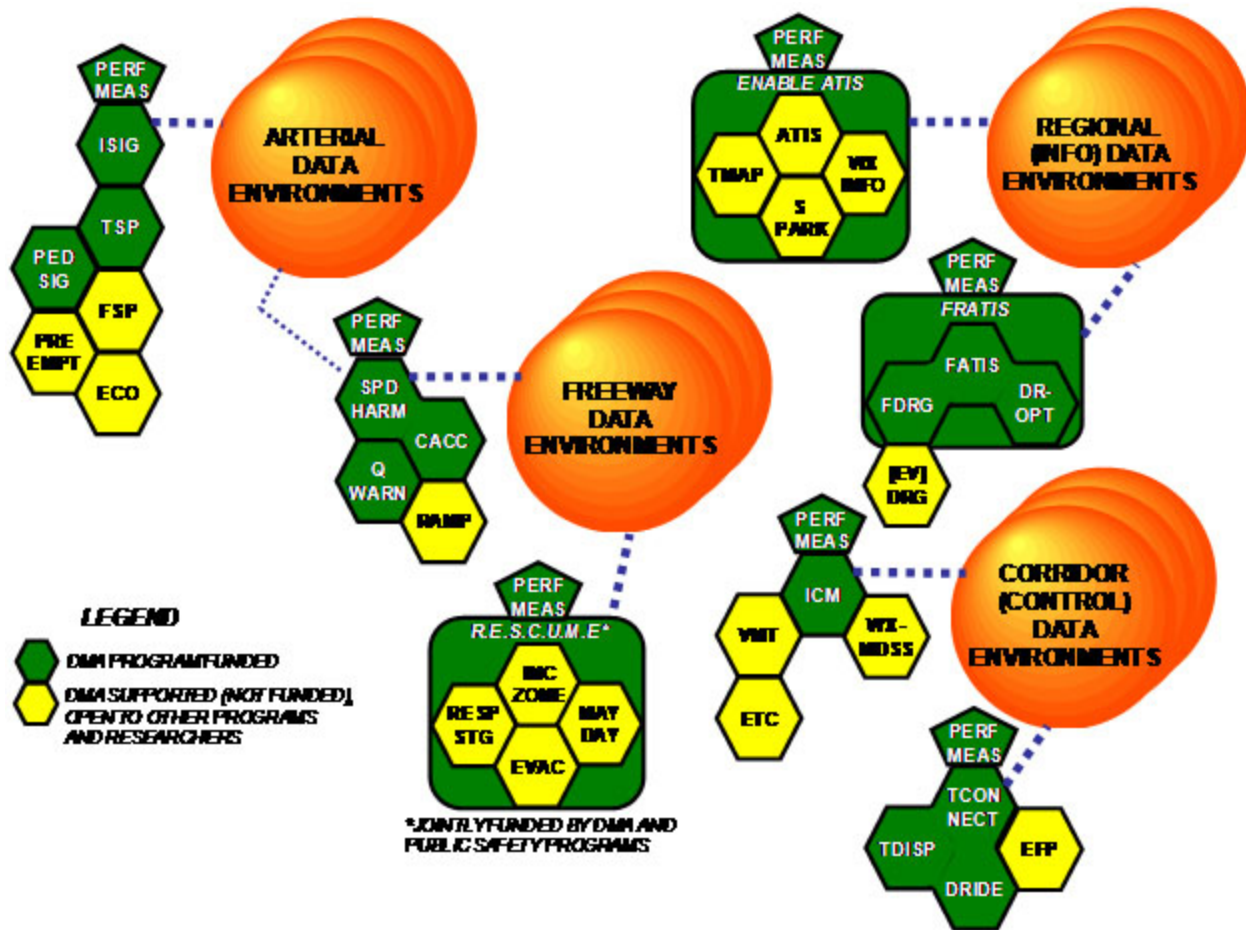 PERF
MEAS
ISIG
TSP
PED
SIG
FSP
PRE
EMPT
ECO
ARTERIAL
DATA
ENVIRONMENTS
PERF
MEAS
SPD
HARM
CACC
Q
WARN
RAMP
FREEWAY
DATA
ENVIRONMENTS
PERF
MEAS
R.E.S.C.U.M.E*
INC
ZONE
RESP
STG
MAY
DAY
EVAC
*JOINTLY FUNDED BY DMA AND
PUBLIC SAFETY PROGRAMS
PERF
MEAS
ENABLE ATIS
ATIS
TMAP
WX
INFO
S
PARK
REGIONAL
(INFO) DATA
ENVIRONMENTS
PERF
MEAS
FRATIS
FATIS
FDRG
DR-
OPT
[EV]
DRG
PERF
MEAS
ICM
VMT
WX-
MDSS
ETC
CORRIDOR
(CONTROL)
DATA
ENVIRONMENTS
PERF
MEAS
TCON
NECT
TDISP
EFP
DRIDE
LEGEND
DMA PROGRAM FUNDED
DMA SUPPORTED (NOT FUNDED),
OPEN TO OTHER PROGRAMS
AND RESEARCHERS